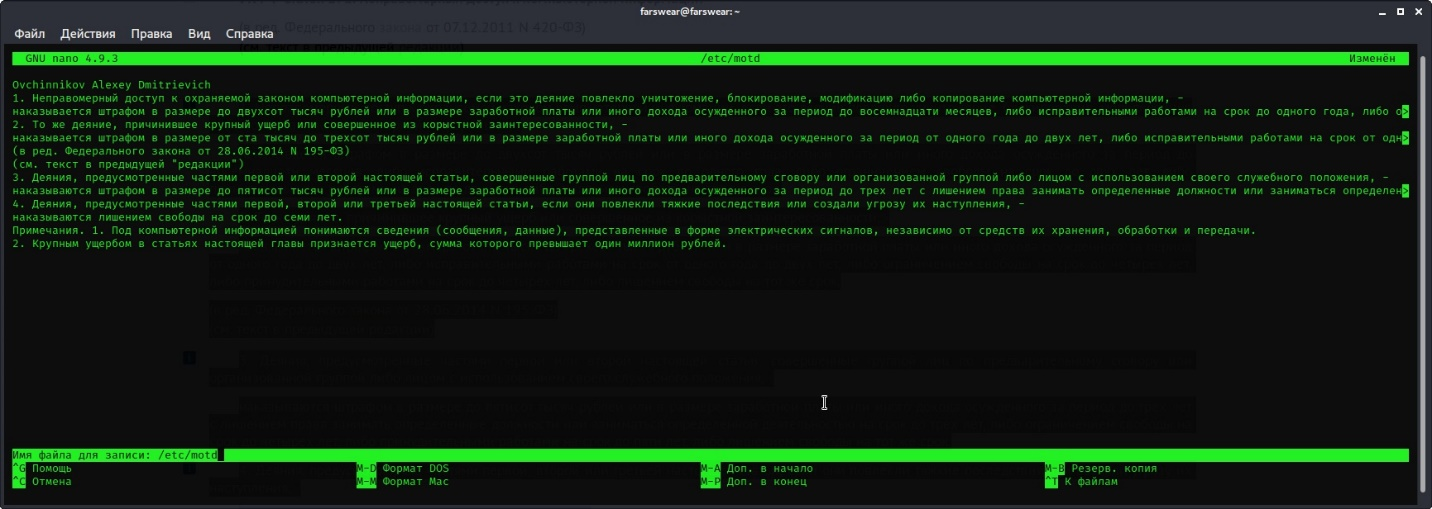 farswear@farswear: ~
Файл Действия Правка Вид Справка
GNU nano 4.9.3 /etc/motd Изменён
Ovchinnikov Alexey Dmitrievich
1. Неправомерный доступ к охраняемой законом компьютерной информации, если это деяние повлекло уничтожение, блокирование, модификацию либо копирование компьютерной информации, –
наказывается штрафом в размере до двухсот тысяч рублей или в размере заработной платы или иного дохода осужденного за период до восемнадцати месяцев, либо исправительными работами на срок до одного года, либо о>
2. То же деяние, причинившее крупный ущерб или совершенное из корыстной заинтересованности, –
наказывается штрафом в размере от ста тысяч до трехсот тысяч рублей или в размере заработной платы или иного дохода осужденного за период от одного года до двух лет, либо исправительными работами на срок от одн>
(в ред. Федерального закона от 28.06.2014 N 195-ФЗ)
(см. текст в предыдущей "редакции")
3. Деяния, предусмотренные частями первой или второй настоящей статьи, совершенные группой лиц по предварительному сговору или организованной группой либо лицом с использованием своего служебного положения, –
наказываются штрафом в размере до пятисот тысяч рублей или в размере заработной платы или иного дохода осужденного за период до трех лет с лишением права занимать определенные должности или заниматься определен>
4. Деяния, предусмотренные частями первой, второй или третьей настоящей статьи, если они повлекли тяжкие последствия или создали угрозу их наступления, –
наказываются лишением свободы на срок до семи лет.
Примечания. 1. Под компьютерной информацией понимаются сведения (сообщения, данные), представленные в форме электрических сигналов, независимо от средств их хранения, обработки и передачи.
2. Крупным ущербом в статьях настоящей главы признается ущерб, сумма которого превышает один миллион рублей.
Имя файла для записи: /etc/motd
^G Помощь M-D Формат DOS M-A Доп. в начало M-B Резерв. копия
^C Отмена M-M Формат Mac M-P Доп. в конец ^T К файлам